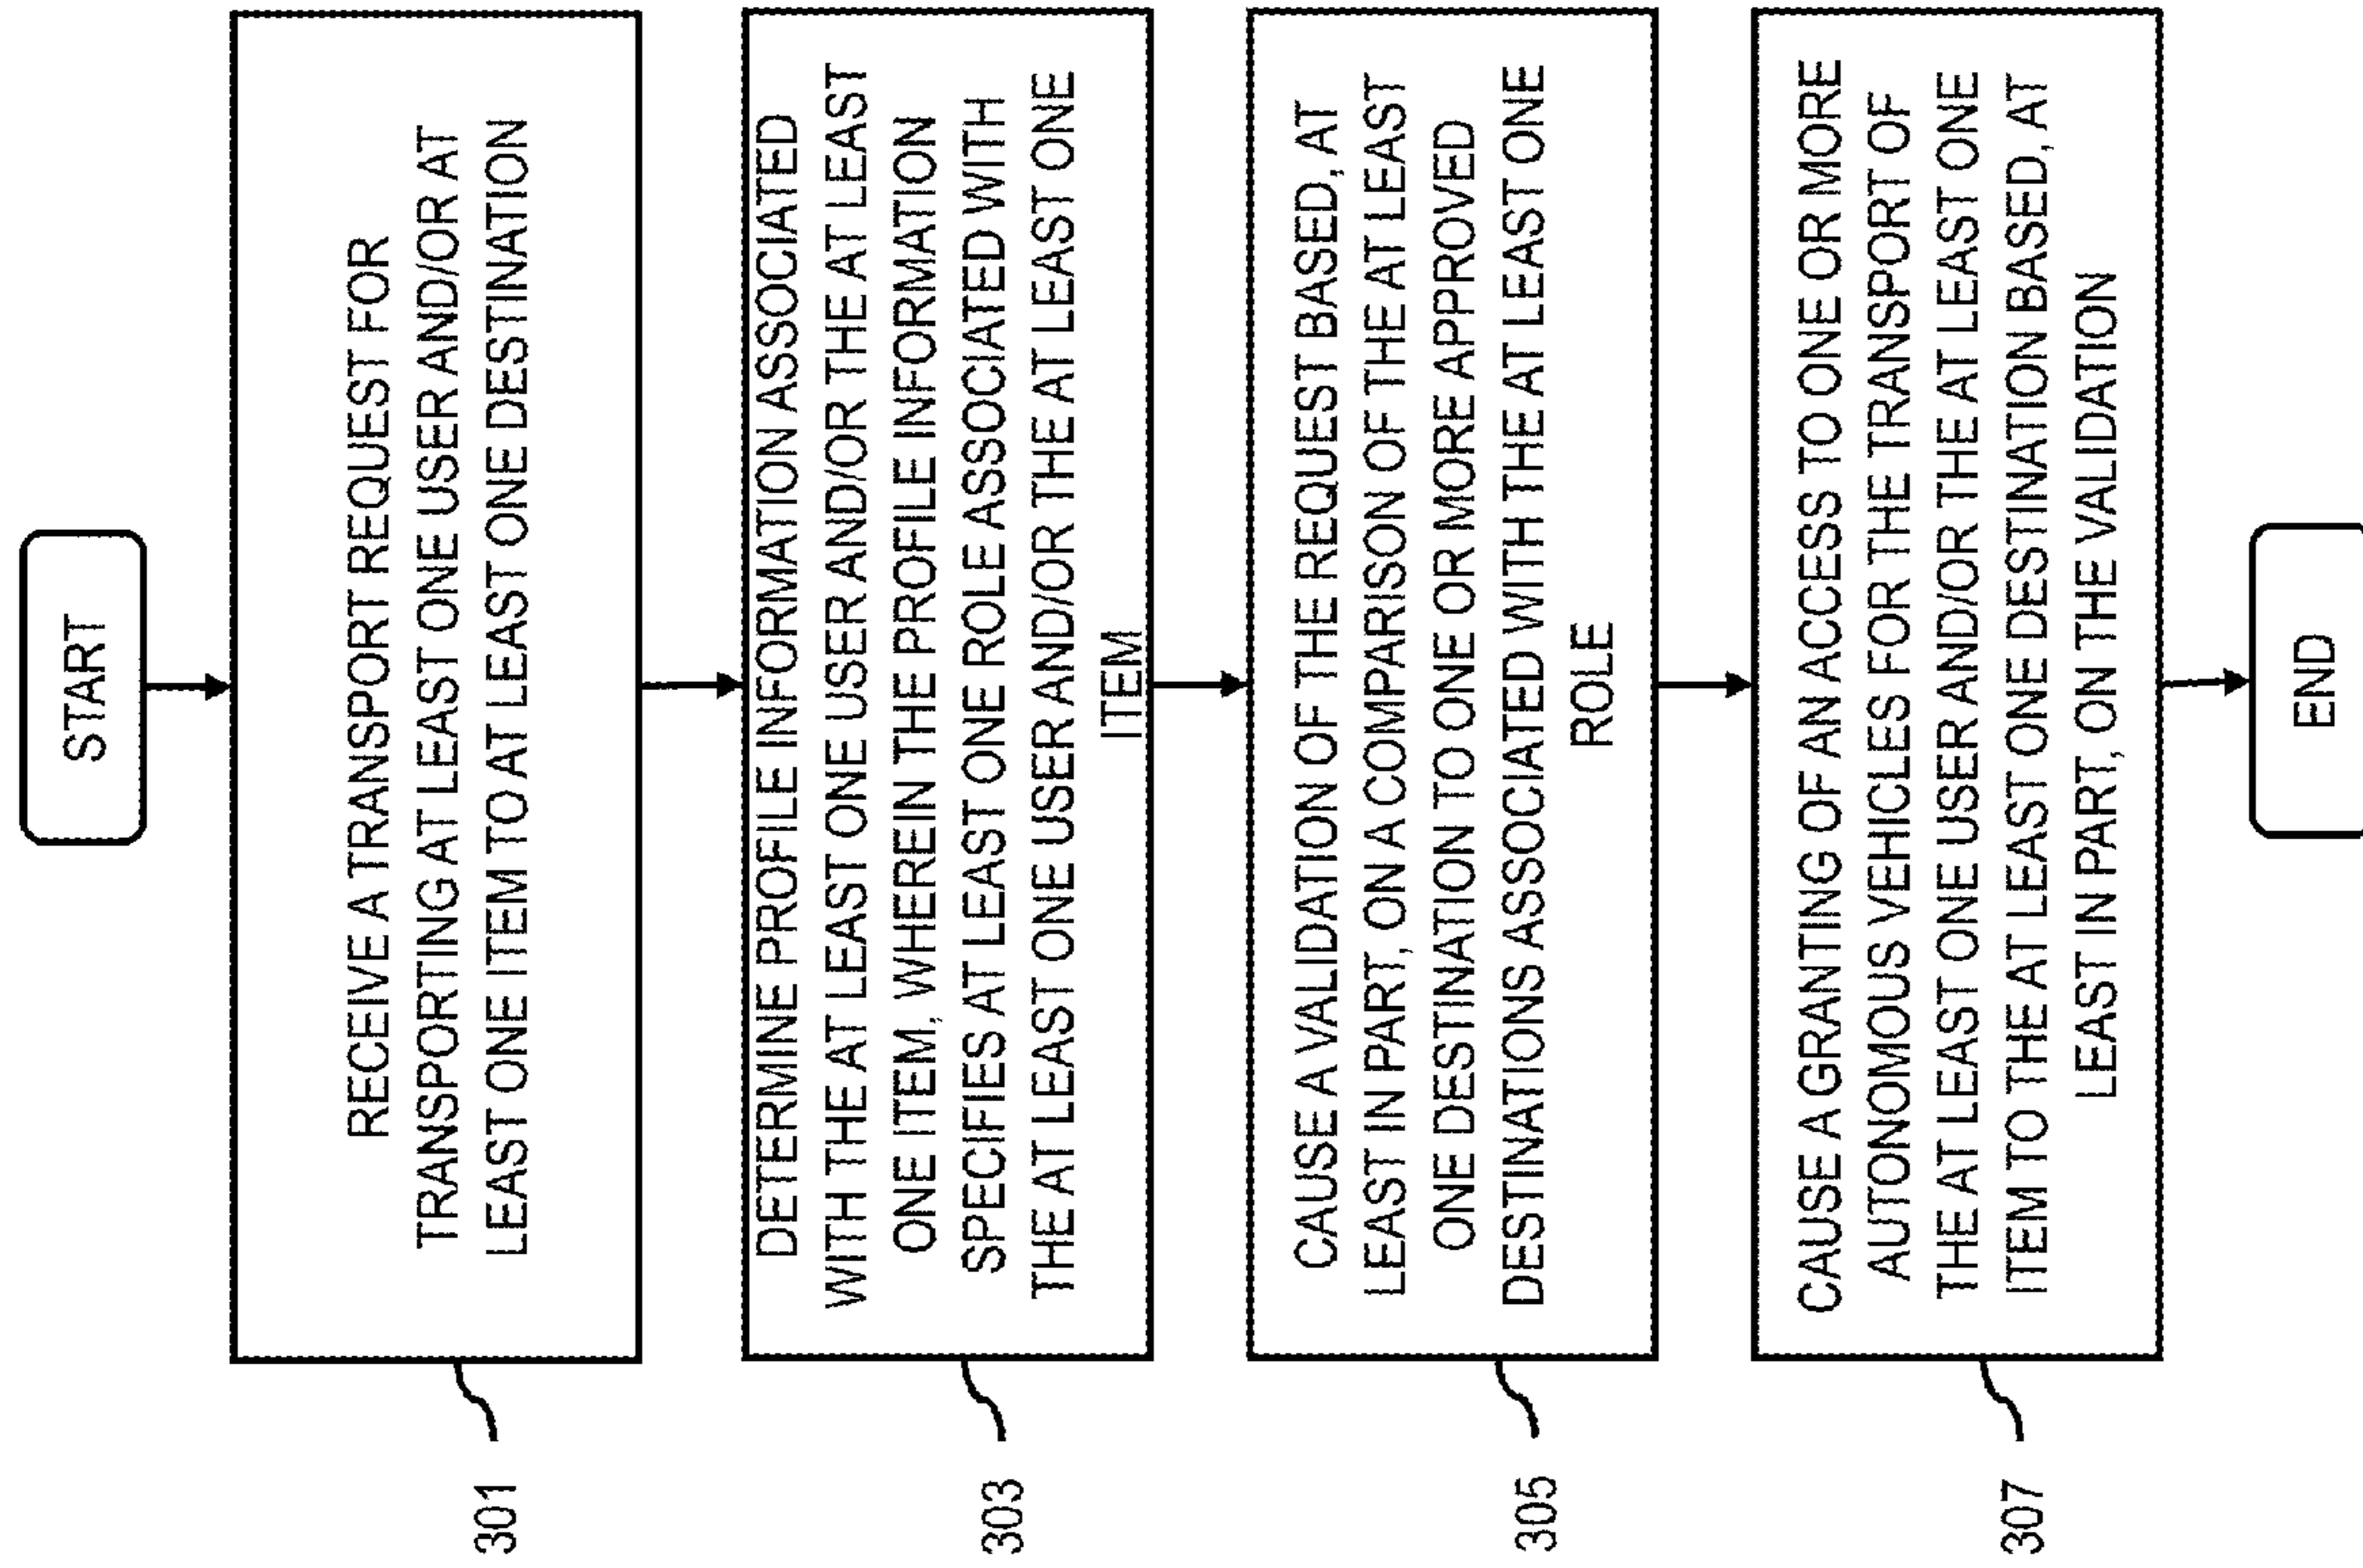 START
RECEIVE A TRANSPORT REQUEST FOR
TRANSPORTING AT LEAST ONE USER AND/OR AT
LEAST ONE ITEM TO AT LEAST ONE DESTINATION
301
DETERMINE PROFILE INFORMATION ASSOCIATED
WITH THE AT LEAST ONE USER AND/OR THE AT LEAST
ONE ITEM, WHEREIN THE PROFILE INFORMATION
SPECIFIES AT LEAST ONE ROLE ASSOCIATED WITH
THE AT LEAST ONE USER AND/OR THE AT LEAST ONE
ITEM
303
CAUSE A VALIDATION OF THE REQUEST BASED, AT
LEAST IN PART, ON A COMPARISON OF THE AT LEAST
ONE DESTINATION TO ONE OR MORE APPROVED
DESTINATIONS ASSOCIATED WITH THE AT LEAST ONE
ROLE
305
CAUSE A GRANTING OF AN ACCESS TO ONE OR MORE
AUTONOMOUS VEHICLES FOR THE TRANSPORT OF
THE AT LEAST ONE USER AND/OR THE AT LEAST ONE
ITEM TO THE AT LEAST ONE DESTINATION BASED, AT
LEAST IN PART, ON THE VALIDATION
307
END